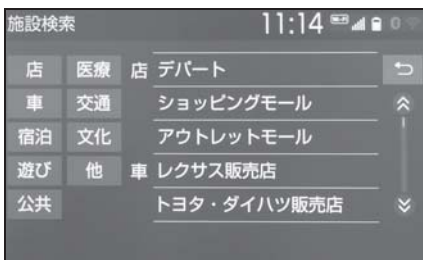 施設検索 11:14
店 医療 店 デパート
車 交通 ショッピングモール
宿泊 文化 アウトレットモール
遊び 他 車 レクサス販売店
公共 トヨタ・ダイハツ販売店